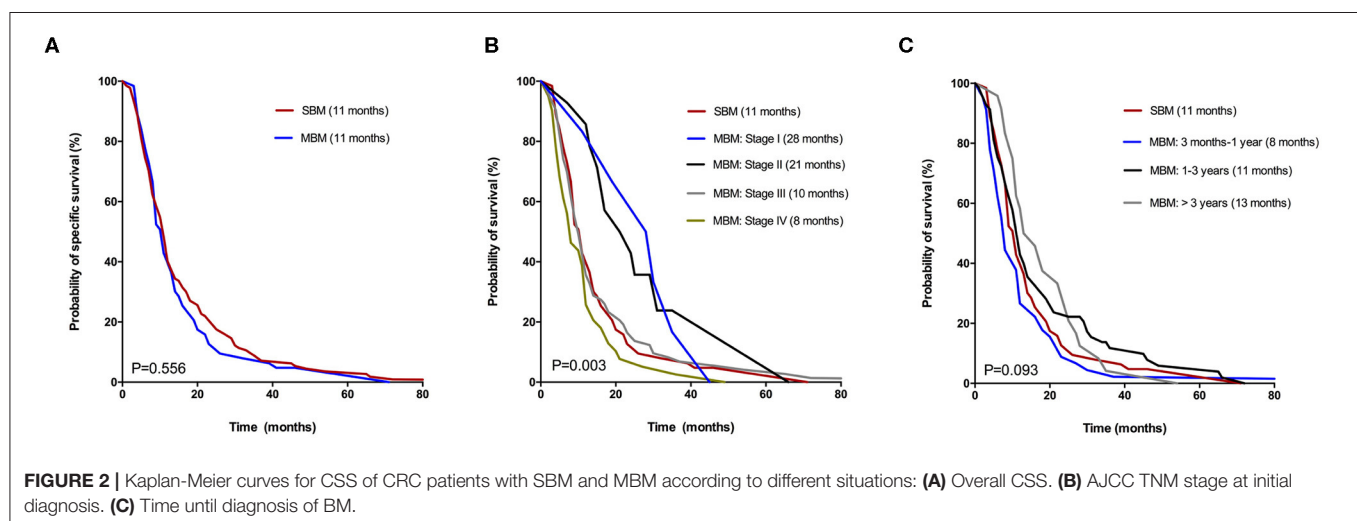 A
Probability of specific survival (%)
100
80
60
40
20
0
SBM (11 months)
MBM (11 months)
P=0.556
0 20 40 60 80
Time (months)
B
Probability of survival (%)
100
80
60
40
20
0
SBM (11 months)
MBM: Stage I (28 months)
MBM: Stage II (21 months)
MBM: Stage III (10 months)
MBM: Stage IV (8 months)
P=0.003
0 20 40 60 80
Time (months)
C
Probability of survival (%)
100
80
60
40
20
0
SBM (11 months)
MBM: 3 months-1 year (8 months)
MBM: 1-3 years (11 months)
MBM: > 3 years (13 months)
P=0.093
0 20 40 60 80
Time (months)
FIGURE 2 | Kaplan-Meier curves for CSS of CRC patients with SBM and MBM according to different situations: (A) Overall CSS. (B) AJCC TNM stage at initial
diagnosis. (C) Time until diagnosis of BM.